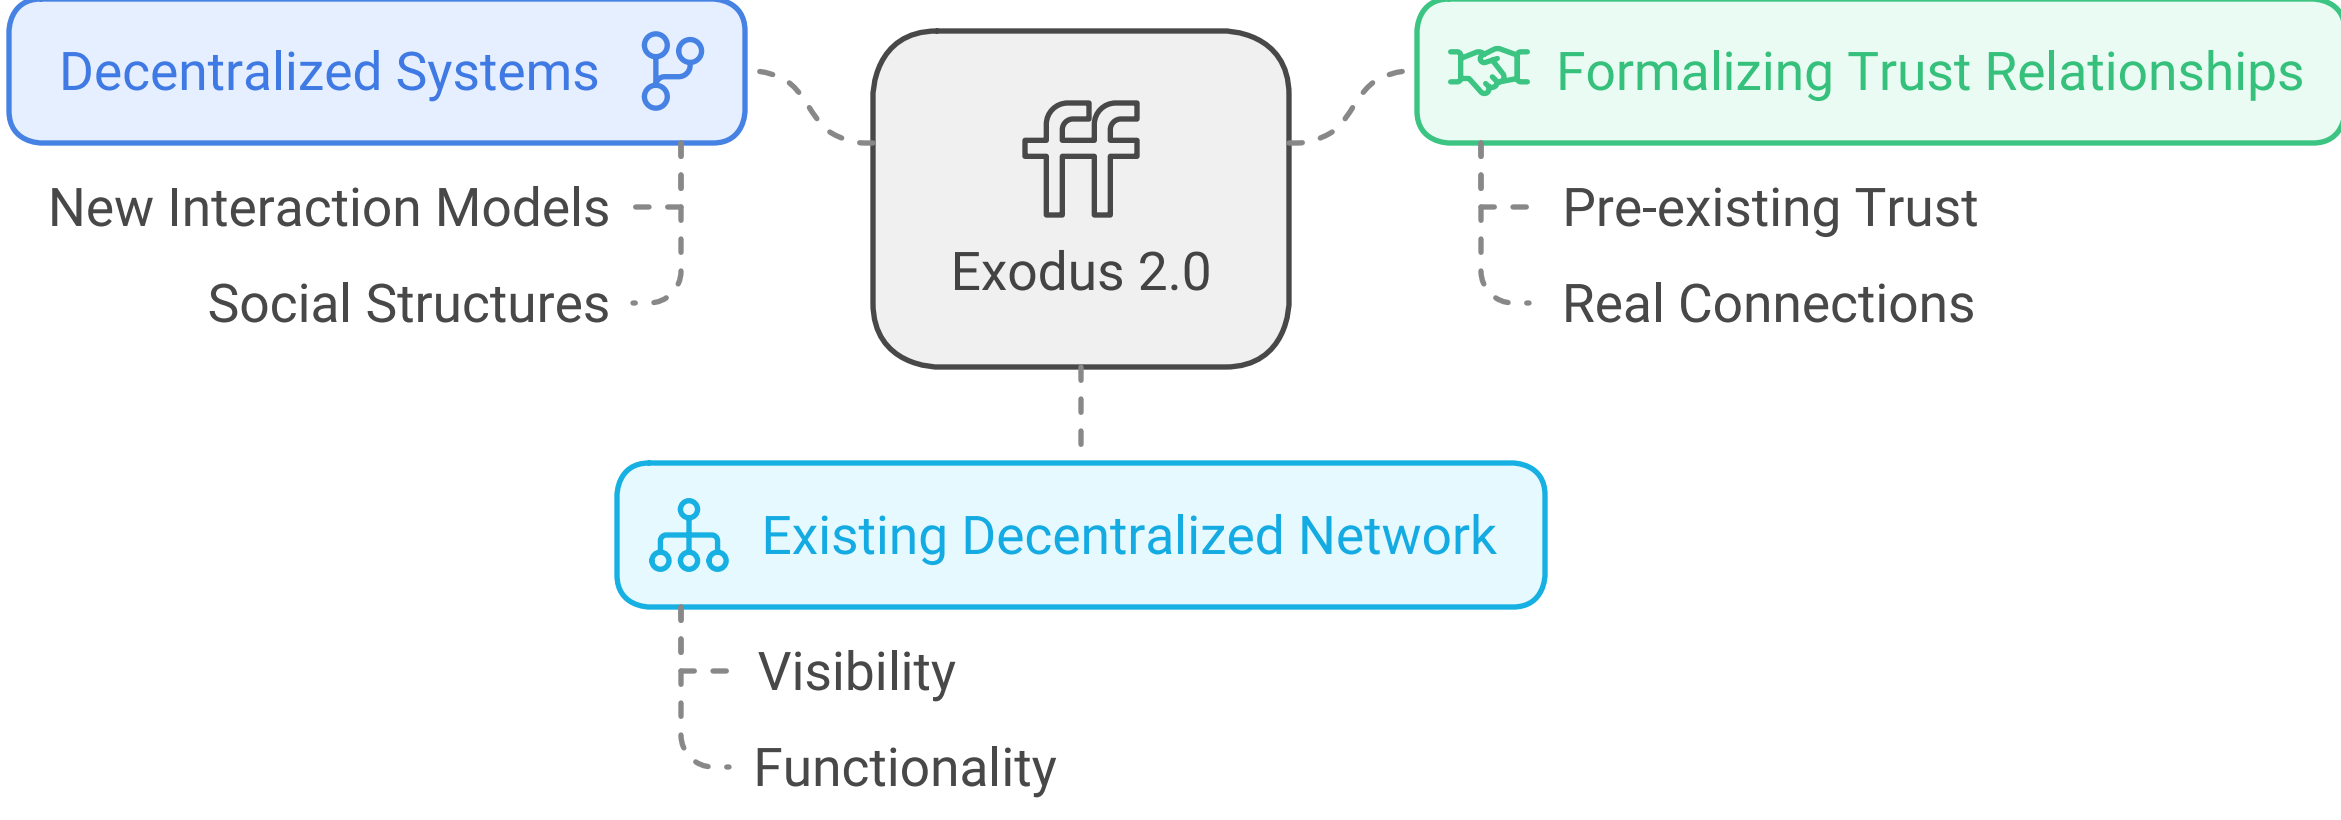 Decentralized Systems
New Interaction Models
Social Structures
Exodus 2.0
Formalizing Trust Relationships
Pre-existing Trust
Real Connections
Existing Decentralized Network
Visibility
Functionality